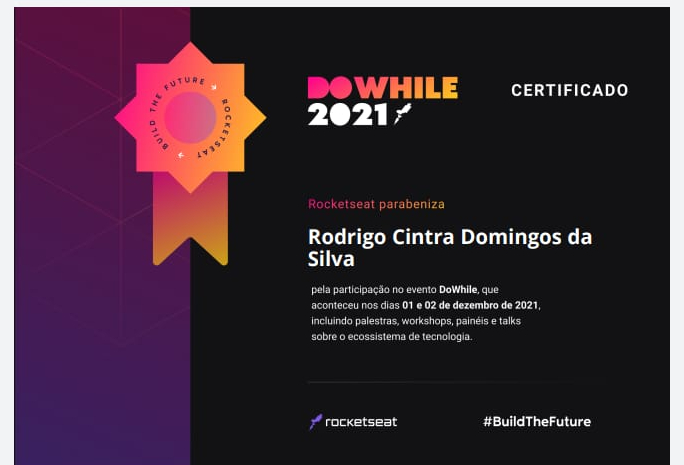 BUILD THE FUTURE ROCKETSEAT
DOWHILE
2021
CERTIFICADO
Rocketseat parabeniza
Rodrigo Cintra Domingos da
Silva
pela participação no evento DoWhile, que
aconteceu nos dias 01 e 02 de dezembro de 2021,
incluindo palestras, workshops, painéis e talks
sobre o ecossistema de tecnologia.
rocketseat
#BuildTheFuture